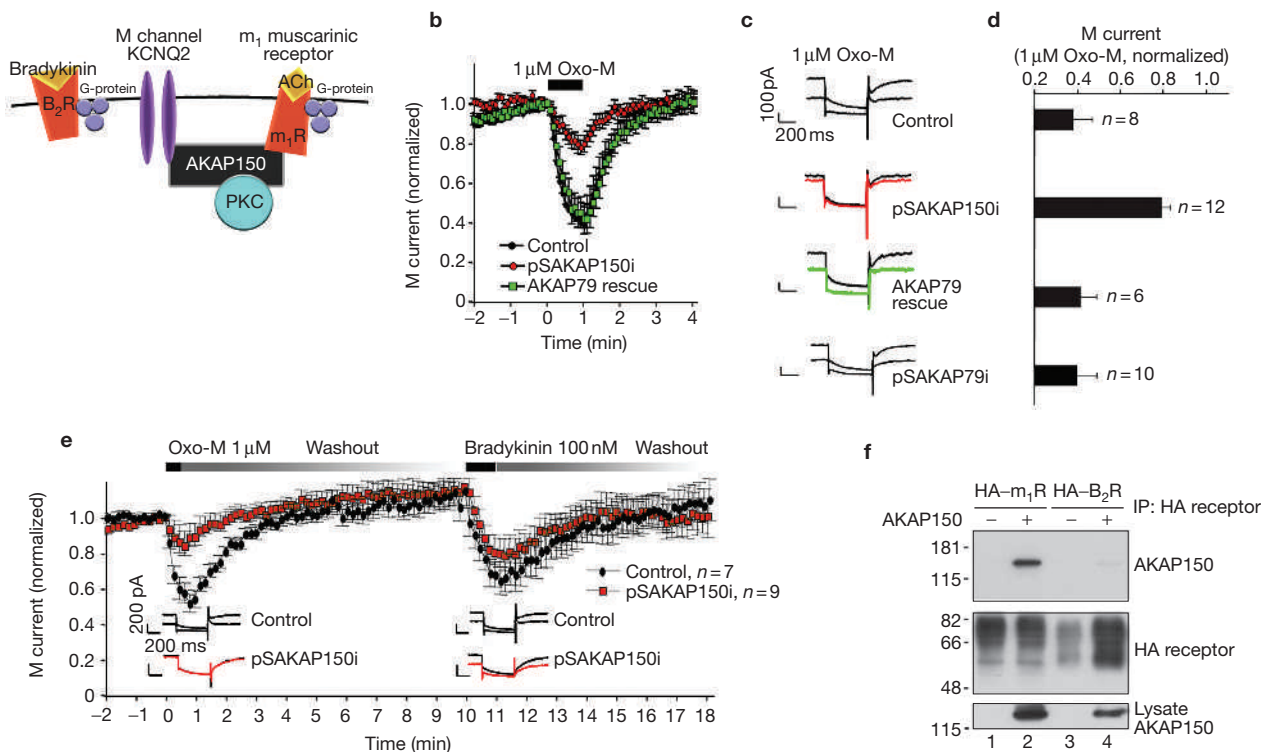 M channel
KCNQ2
m1 muscarinic
receptor
Bradykinin
B2R
G-protein
ACh
G-protein
m1R
AKAP150
PKC
b
1 µM Oxo-M
M current (normalized)
1.0
0.8
0.6
0.4
0.2
0
Control
pSAKAP150i
AKAP79 rescue
–2 –1 0 1 2 3 4
Time (min)
c
1 µM Oxo-M
100 pA
200 ms
Control
pSAKAP150i
AKAP79
rescue
pSAKAP79i
d
M current
(1 µM Oxo-M, normalized)
0.2 0.4 0.6 0.8 1.0
n = 8
n = 12
n = 6
n = 10
e
Oxo-M 1 µM Washout
Bradykinin 100 nM Washout
M current (normalized)
1.0
0.8
0.6
0.4
0.2
0
200 pA
200 ms
Control
pSAKAP150i
Control, n = 7
pSAKAP150i, n = 9
Control
pSAKAP150i
–2 –1 0 1 2 3 4 5 6 7 8 9 10 11 12 13 14 15 16 17 18
Time (min)
f
HA–m1R HA–B2R
IP: HA receptor
AKAP150 – + – +
181
115
AKAP150
82
66
48
HA receptor
115
Lysate
AKAP150
1 2 3 4